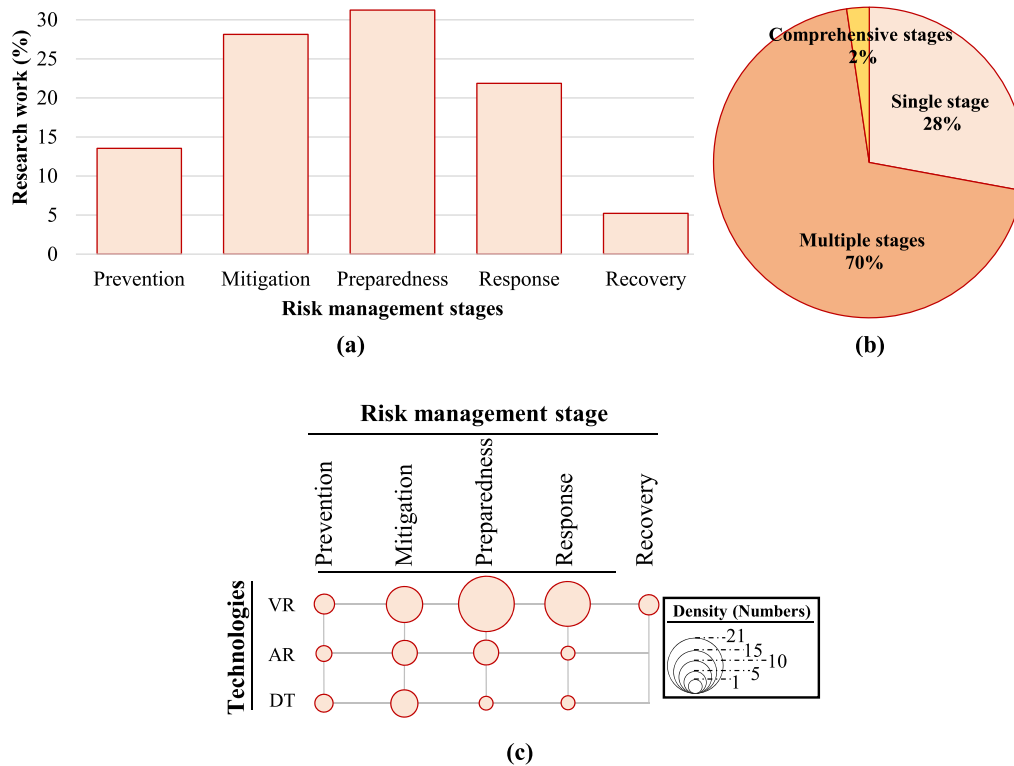 Research work (%)
30
25
20
15
10
5
0
Prevention
Mitigation
Preparedness
Response
Recovery
Risk management stages
(a)
Comprehensive stages
2%
Single stage
28%
Multiple stages
70%
(b)
Risk management stage
Prevention
Mitigation
Preparedness
Response
Recovery
Technologies
VR
AR
DT
Density (Numbers)
21
15
10
5
1
(c)